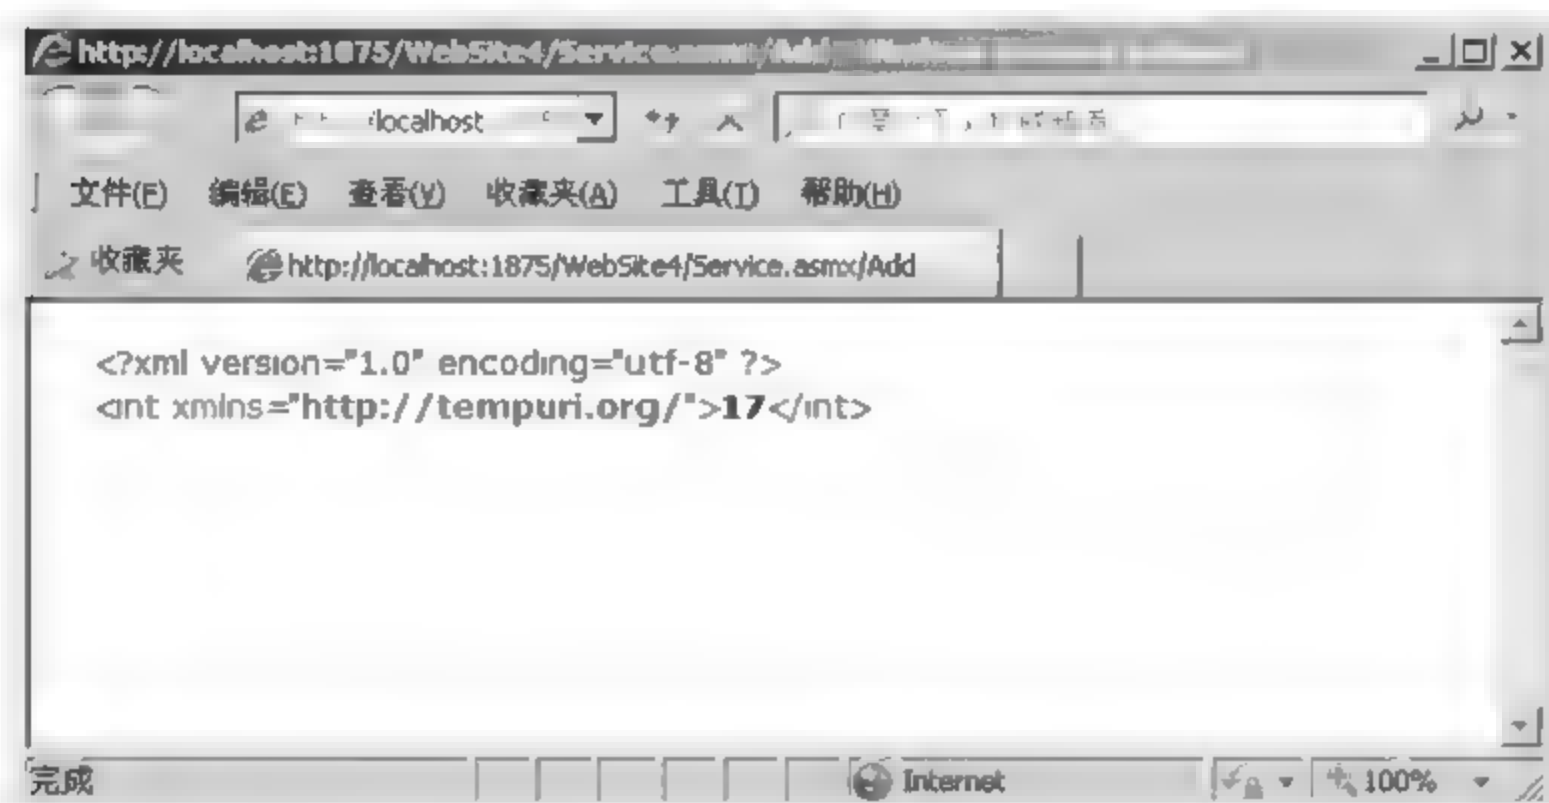 http://localhost:1875/WebSite4/Service
localhost
文件(F) 编辑(E) 查看(V) 收藏夹(A) 工具(T) 帮助(H)
收藏夹 http://localhost:1875/WebSite4/Service.asmx/Add
<?xml version="1.0" encoding="utf-8" ?>
<int xmlns="http://tempuri.org/">17</int>
完成 Internet 100%